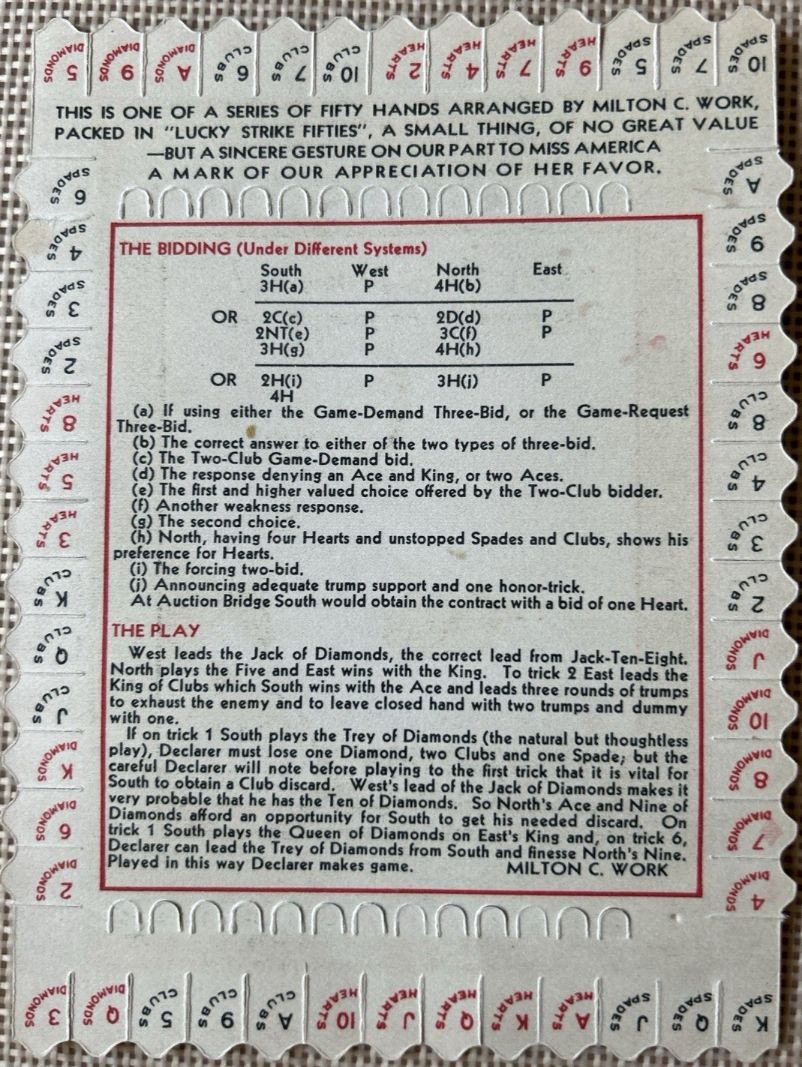 5 DIAMONDS 9 DIAMONDS A DIAMONDS 6 CLUBS 7 CLUBS 10 CLUBS 2 HEARTS 4 HEARTS 7 HEARTS 9 HEARTS 5 SPADES 7 SPADES 10 SPADES
THIS IS ONE OF A SERIES OF FIFTY HANDS ARRANGED BY MILTON C. WORK,
PACKED IN "LUCKY STRIKE FIFTIES", A SMALL THING, OF NO GREAT VALUE
—BUT A SINCERE GESTURE ON OUR PART TO MISS AMERICA
A MARK OF OUR APPRECIATION OF HER FAVOR.
6 SPADES
4 SPADES
3 SPADES
2 SPADES
8 HEARTS
5 HEARTS
3 HEARTS
K CLUBS
Q CLUBS
J CLUBS
K DIAMONDS
6 DIAMONDS
2 DIAMONDS
THE BIDDING (Under Different Systems)
South West North East
3H(a) P 4H(b)
OR 2C(c) P 2D(d) P
2NT(e) P 3C(f) P
3H(g) P 4H(h)
OR 2H(i) P 3H(j) P
4H
(a) If using either the Game-Demand Three-Bid, or the Game-Request
Three-Bid.
(b) The correct answer to either of the two types of three-bid.
(c) The Two-Club Game-Demand bid.
(d) The response denying an Ace and King, or two Aces.
(e) The first and higher valued choice offered by the Two-Club bidder.
(f) Another weakness response.
(g) The second choice.
(h) North, having four Hearts and unstopped Spades and Clubs, shows his
preference for Hearts.
(i) The forcing two-bid.
(j) Announcing adequate trump support and one honor-trick.
At Auction Bridge South would obtain the contract with a bid of one Heart.
THE PLAY
West leads the Jack of Diamonds, the correct lead from Jack-Ten-Eight.
North plays the Five and East wins with the King. To trick 2 East leads the
King of Clubs which South wins with the Ace and leads three rounds of trumps
to exhaust the enemy and to leave closed hand with two trumps and dummy
with one.
If on trick 1 South plays the Trey of Diamonds (the natural but thoughtless
play), Declarer must lose one Diamond, two Clubs and one Spade; but the
careful Declarer will note before playing to the first trick that it is vital for
South to obtain a Club discard. West's lead of the Jack of Diamonds makes it
very probable that he has the Ten of Diamonds. So North's Ace and Nine of
Diamonds afford an opportunity for South to get his needed discard. On
trick 1 South plays the Queen of Diamonds on East's King and, on trick 6,
Declarer can lead the Trey of Diamonds from South and finesse North's Nine.
Played in this way Declarer makes game. MILTON C. WORK
A SPADES
9 SPADES
8 SPADES
6 HEARTS
8 CLUBS
4 CLUBS
3 CLUBS
2 CLUBS
J DIAMONDS
10 DIAMONDS
8 DIAMONDS
7 DIAMONDS
4 DIAMONDS
3 DIAMONDS Q DIAMONDS 5 CLUBS 9 CLUBS A CLUBS 10 HEARTS J HEARTS Q HEARTS K HEARTS A HEARTS J SPADES Q SPADES K SPADES